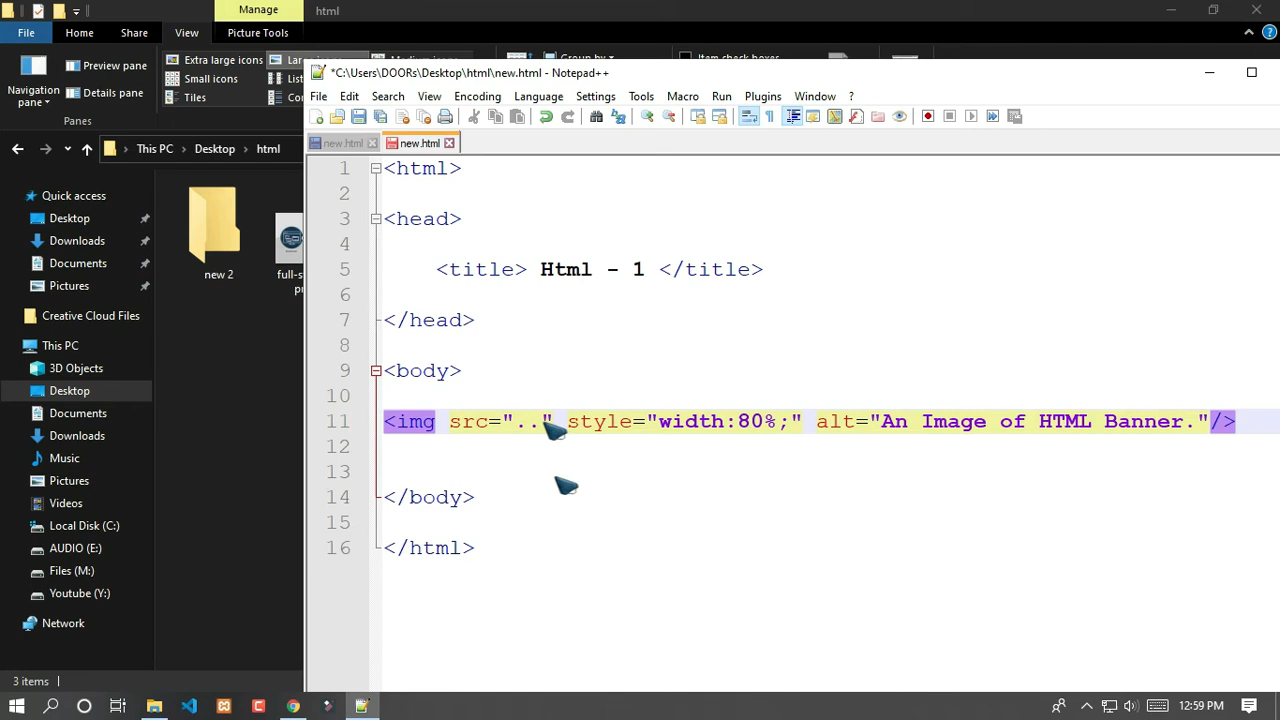 Manage
html
File
Home
Share
View
Picture Tools
Navigation
pane
Preview pane
Details pane
Panes
Extra large icons
Small icons
Tiles
Group by
Item check boxes
This PC
Desktop
html
Quick access
Desktop
Downloads
Documents
Pictures
Creative Cloud Files
This PC
3D Objects
Desktop
Documents
Downloads
Music
Pictures
Videos
Local Disk (C:)
AUDIO (E:)
Files (M:)
Youtube (Y:)
Network
3 items
new 2
*C:\Users\DOORs\Desktop\html\new.html - Notepad++
File Edit Search View Encoding Language Settings Tools Macro Run Plugins Window ?
new.html
new.html
1 <html>
2
3 <head>
4
5 <title> Html - 1 </title>
6
7 </head>
8
9 <body>
10
11 <img src=".." style="width:80%;" alt="An Image of HTML Banner."/>
12
13
14 </body>
15
16 </html>
12:59 PM